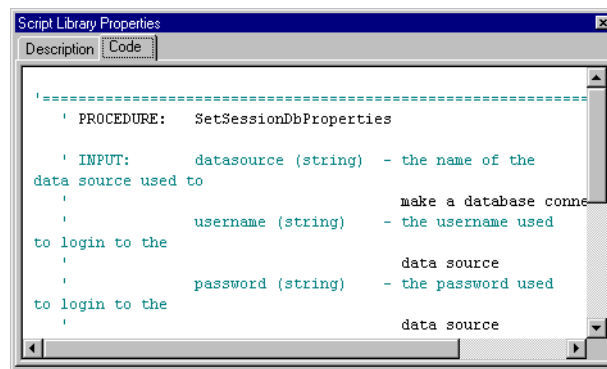 Script Library Properties
Description Code
'=============================================================
' PROCEDURE: SetSessionDbProperties
' INPUT: datasource (string) - the name of the
data source used to
' make a database conne
' username (string) - the username used
to login to the
' data source
' password (string) - the password used
to login to the
' data source